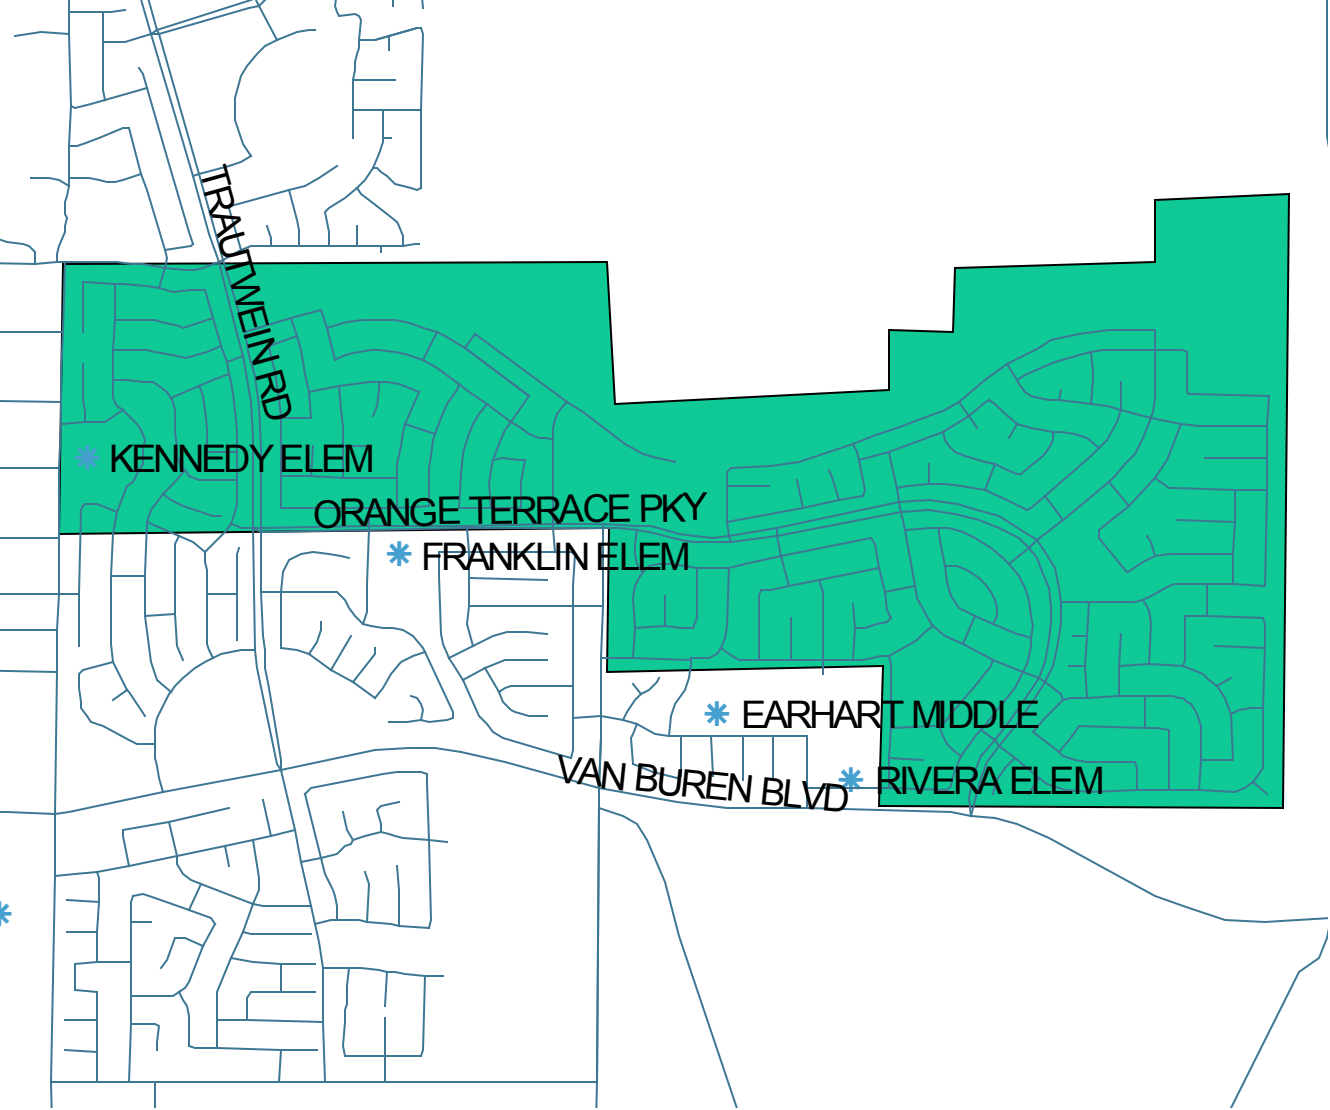 TRAUTWEIN RD
KENNEDY ELEM
ORANGE TERRACE PKY
FRANKLIN ELEM
EARHART MIDDLE
VAN BUREN BLVD
RIVERA ELEM